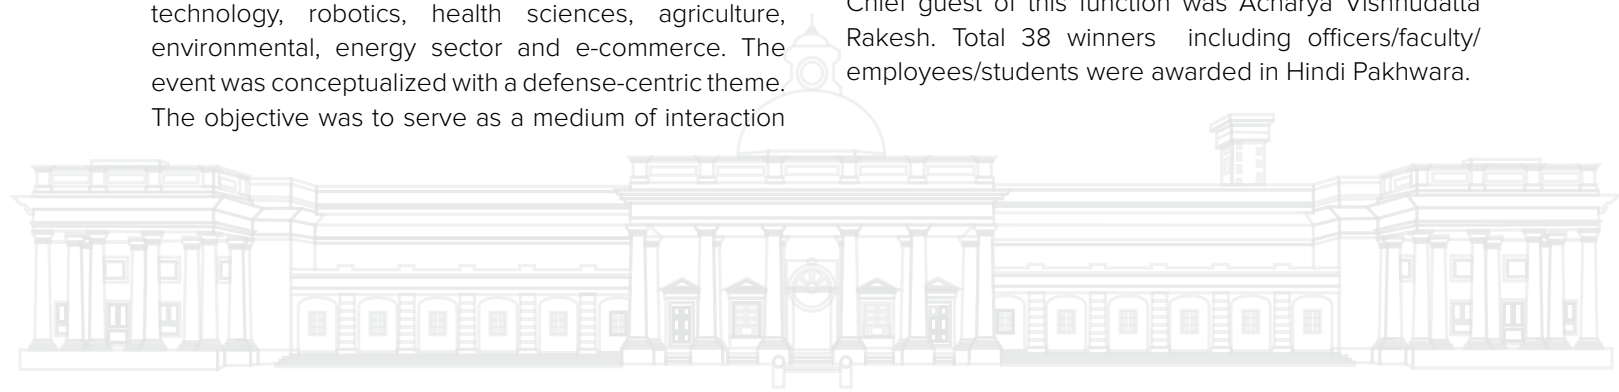 technology, robotics, health sciences, agriculture,
environmental, energy sector and e-commerce. The
event was conceptualized with a defense-centric theme.
The objective was to serve as a medium of interaction
Chief guest of this function was Acharya Vishnudatta
Rakesh. Total 38 winners including officers/faculty/
employees/students were awarded in Hindi Pakhwara.